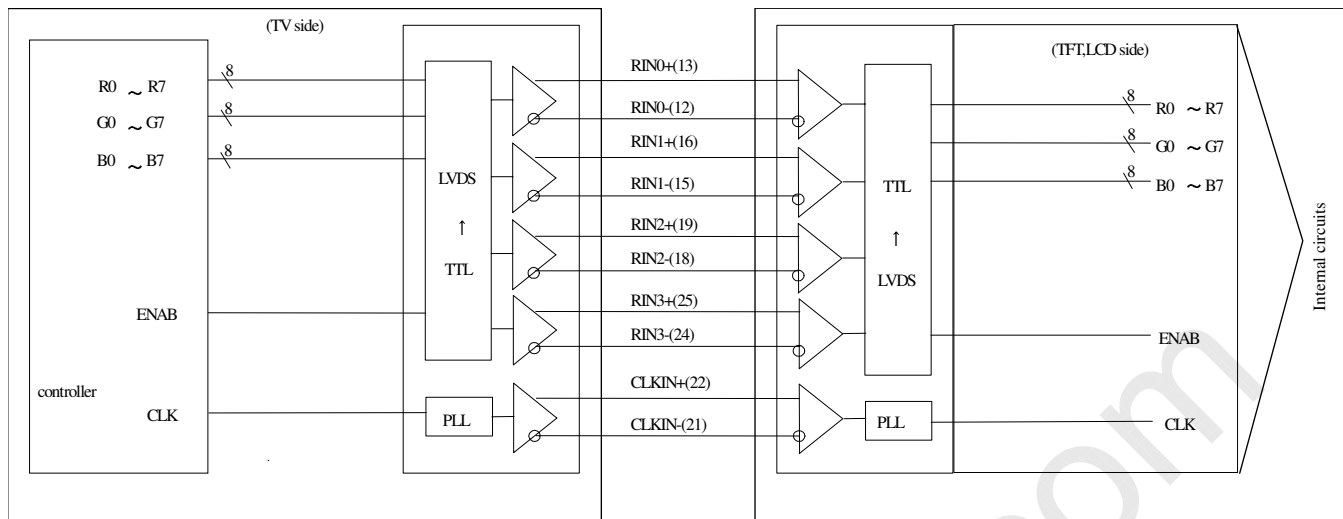 (TV side)
(TFT,LCD side)
8
R0 ~ R7
8
G0 ~ G7
8
B0 ~ B7
LVDS
↑
TTL
ENAB
controller
CLK
PLL
RIN0+(13)
RIN0-(12)
RIN1+(16)
RIN1-(15)
RIN2+(19)
RIN2-(18)
RIN3+(25)
RIN3-(24)
CLKIN+(22)
CLKIN-(21)
TTL
↑
LVDS
PLL
8
R0 ~ R7
8
G0 ~ G7
8
B0 ~ B7
ENAB
CLK
Internal circuits
com